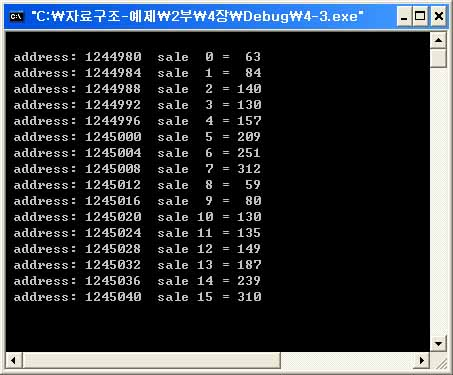 "C:₩자료구조-예제₩2부₩4장₩Debug₩4-3.exe"
address: 1244980  sale  0 =  63
address: 1244984  sale  1 =  84
address: 1244988  sale  2 = 140
address: 1244992  sale  3 = 130
address: 1244996  sale  4 = 157
address: 1245000  sale  5 = 209
address: 1245004  sale  6 = 251
address: 1245008  sale  7 = 312
address: 1245012  sale  8 =  59
address: 1245016  sale  9 =  80
address: 1245020  sale 10 = 130
address: 1245024  sale 11 = 135
address: 1245028  sale 12 = 149
address: 1245032  sale 13 = 187
address: 1245036  sale 14 = 239
address: 1245040  sale 15 = 310